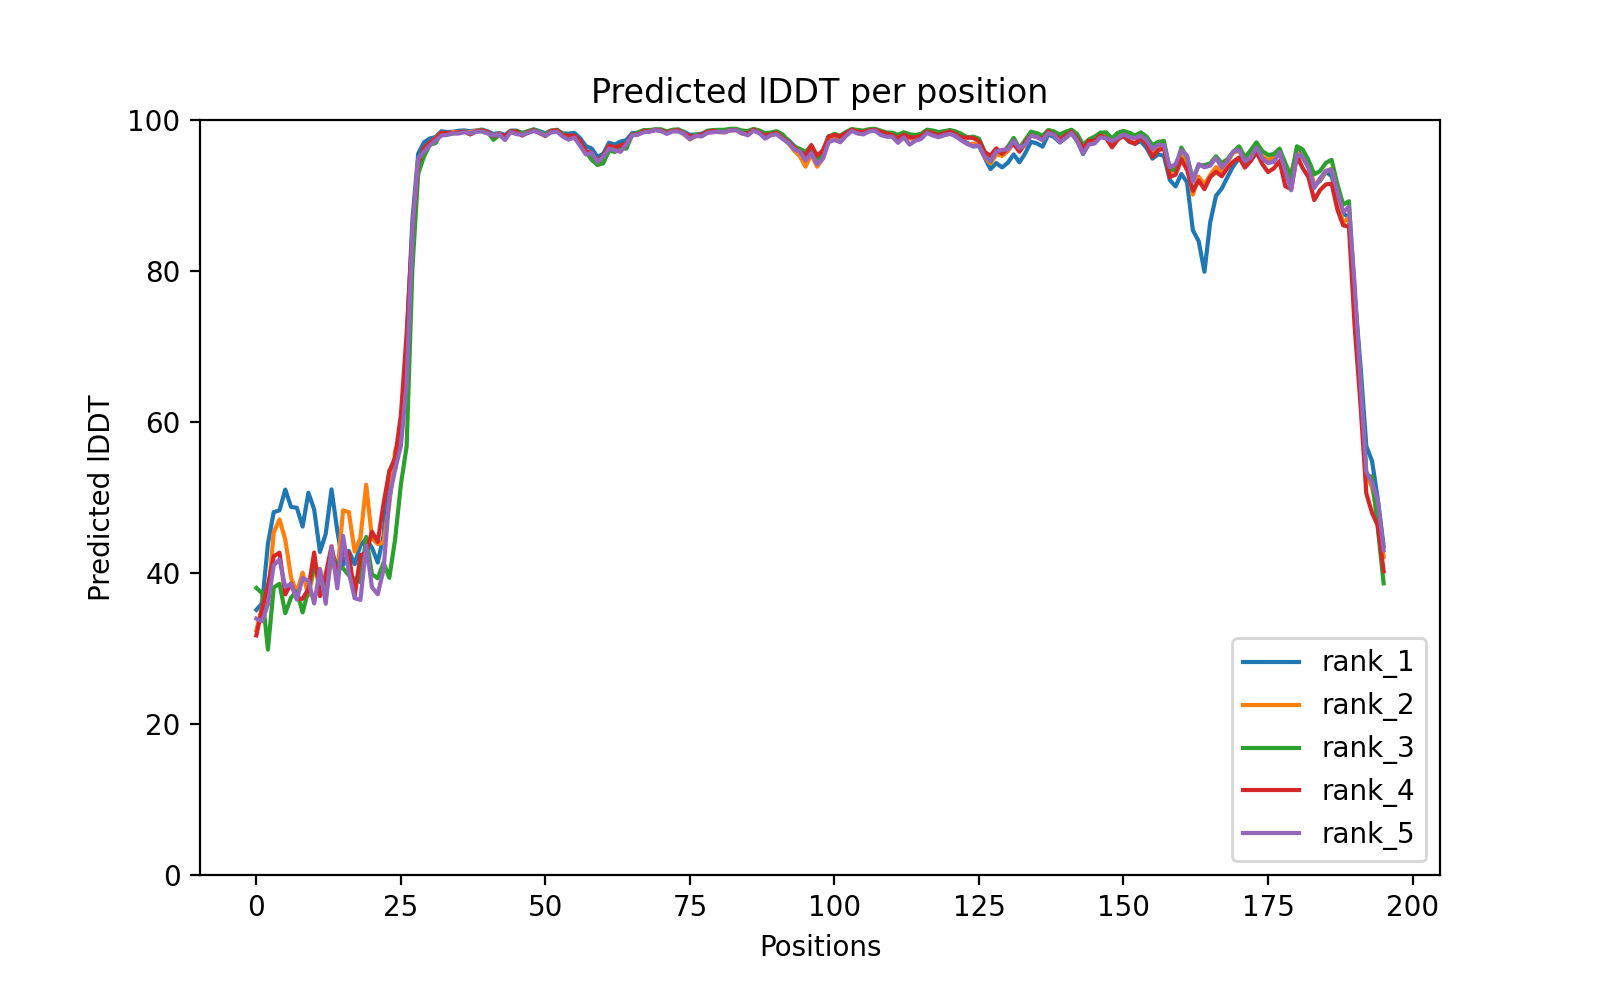 Predicted lDDT per position
100
80
60
40
20
0
Predicted lDDT
0 25 50 75 100 125 150 175 200
Positions
rank_1
rank_2
rank_3
rank_4
rank_5